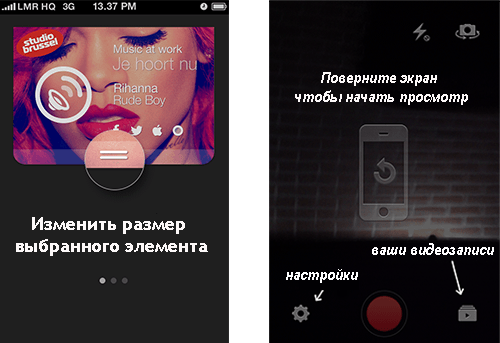 LMR HQ 3G 13.37 PM
studio
brussel
Music at work
Je hoort nu
Rihanna
Rude Boy
Изменить размер
выбранного элемента
Поверните экран
чтобы начать просмотр
ваши видеозаписи
настройки